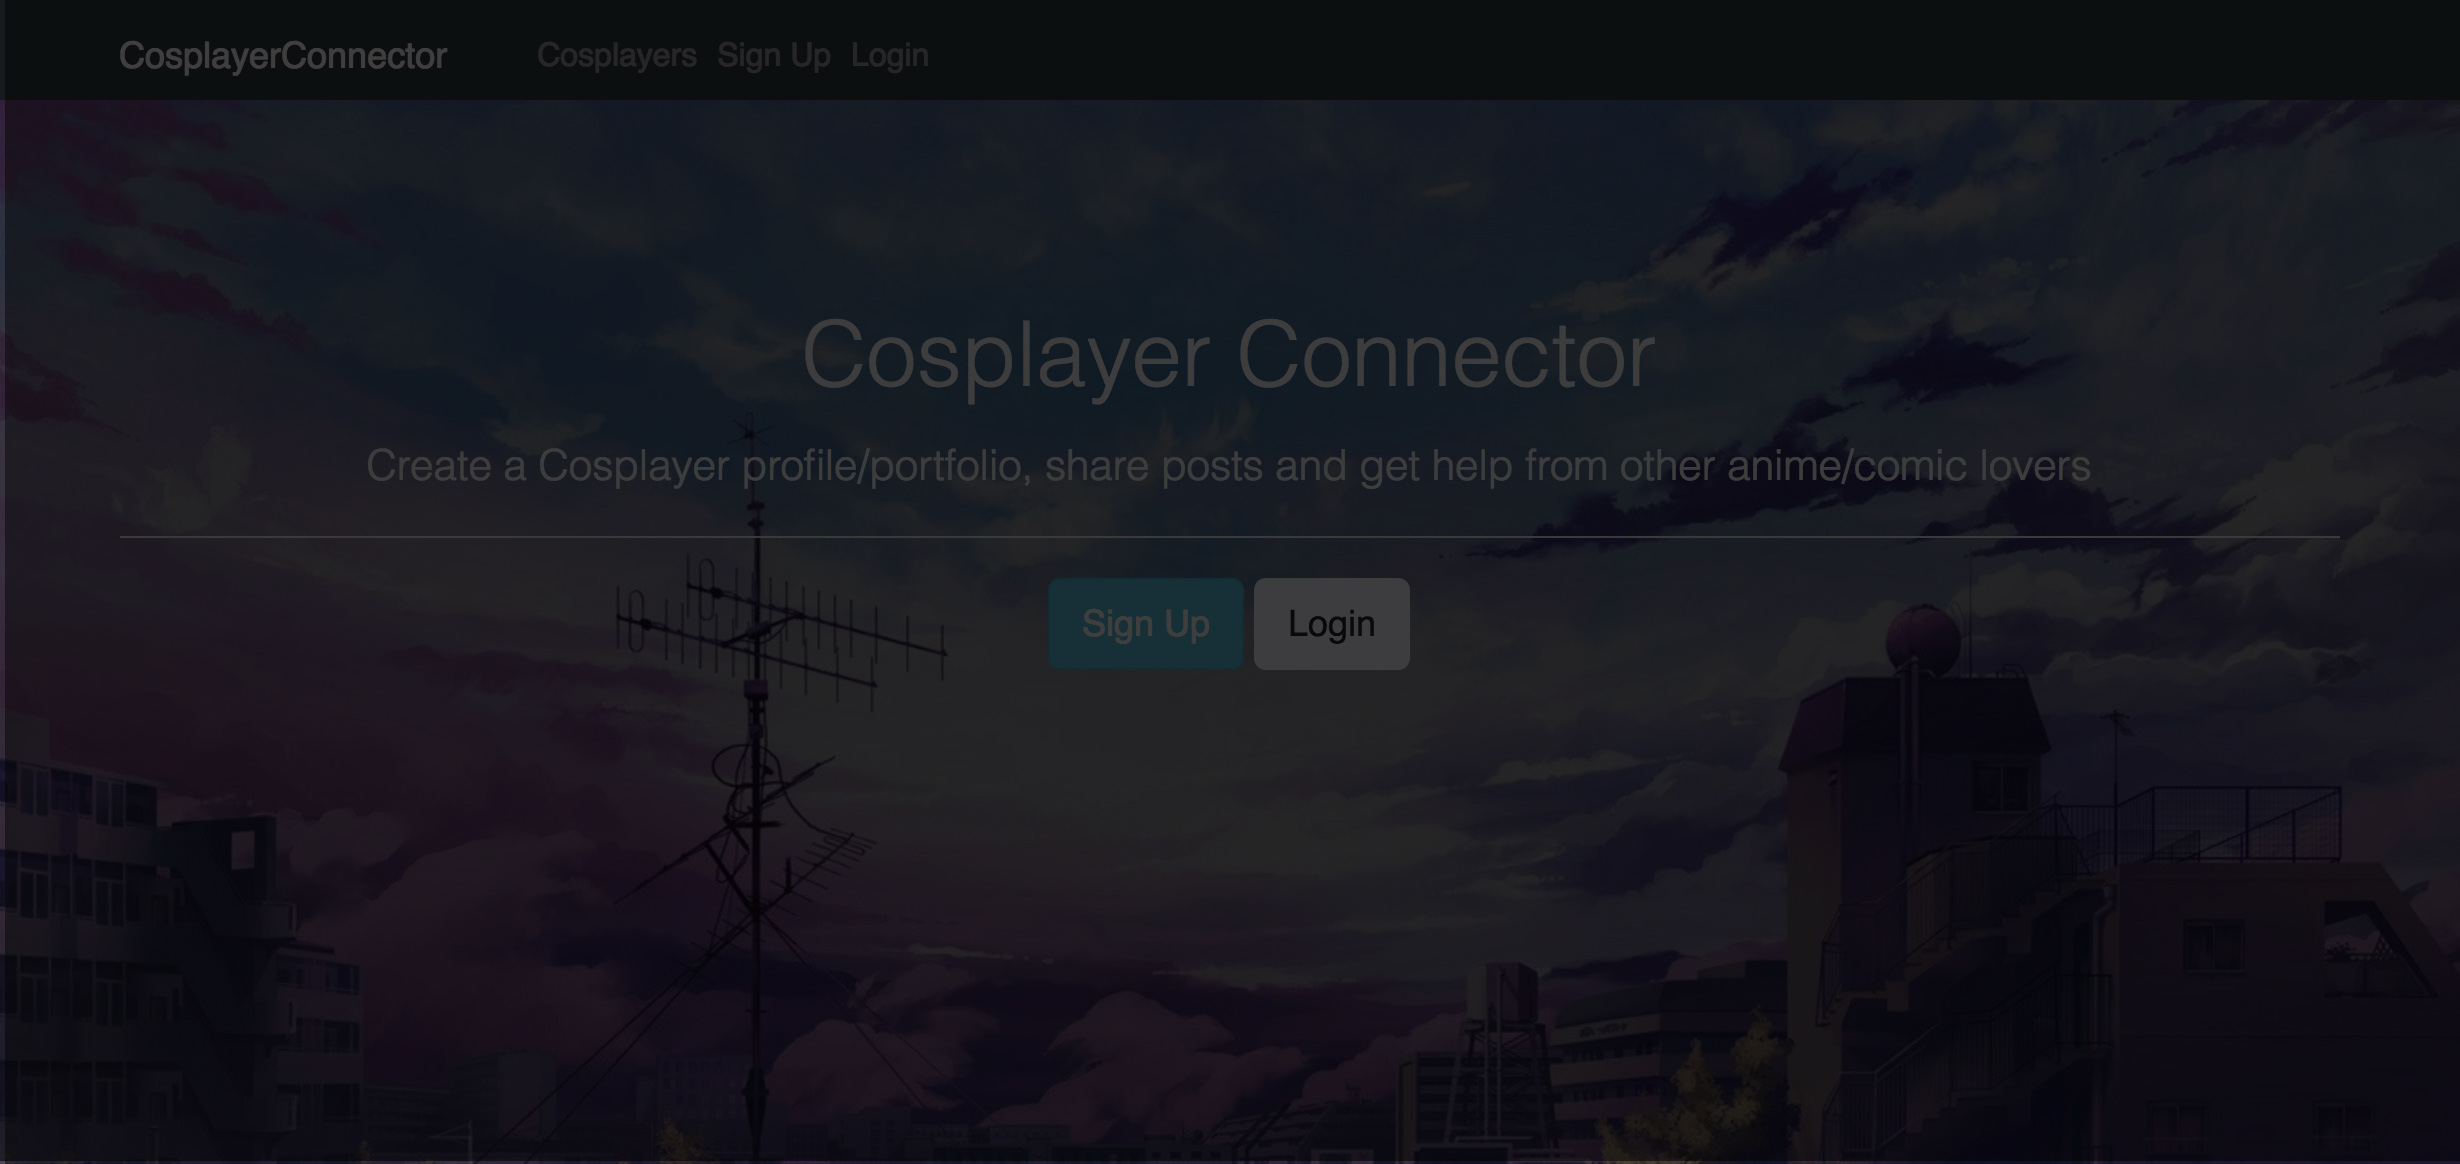 CosplayerConnector Cosplayers Sign Up Login
Cosplayer Connector
Create a Cosplayer profile/portfolio, share posts and get help from other anime/comic lovers
Sign Up Login